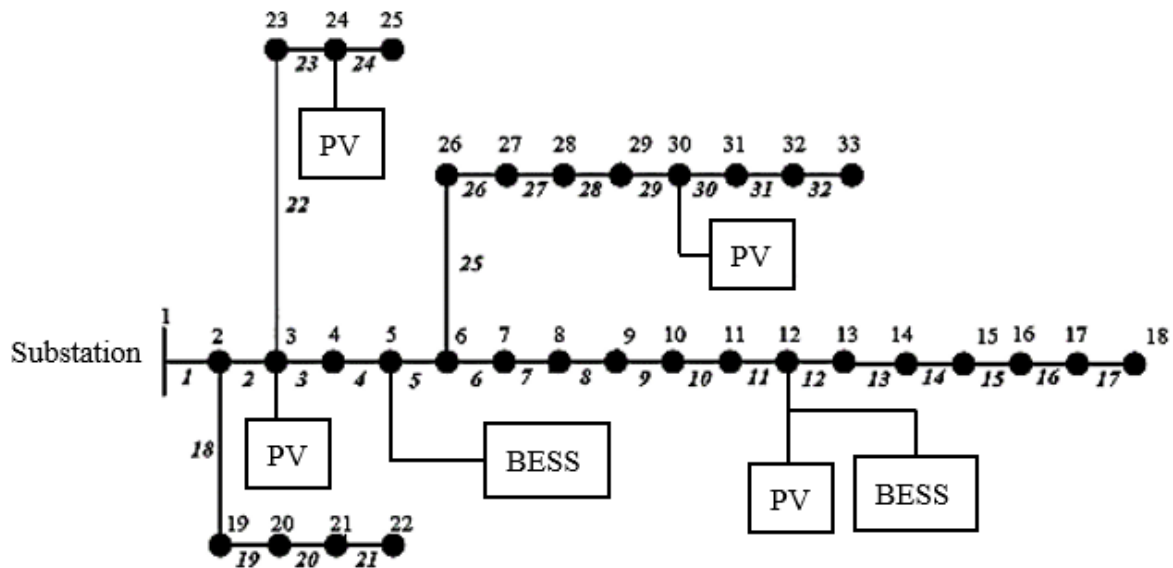 23 24 25
23 24
PV
26 27 28 29 30 31 32 33
26 27 28 29 30 31 32
22
PV
25
1
2 3 4 5 6 7 8 9 10 11 12 13 14 15 16 17 18
Substation
1 2 3 4 5 6 7 8 9 10 11 12 13 14 15 16 17
18
PV
BESS
PV
BESS
19 20 21 22
19 20 21